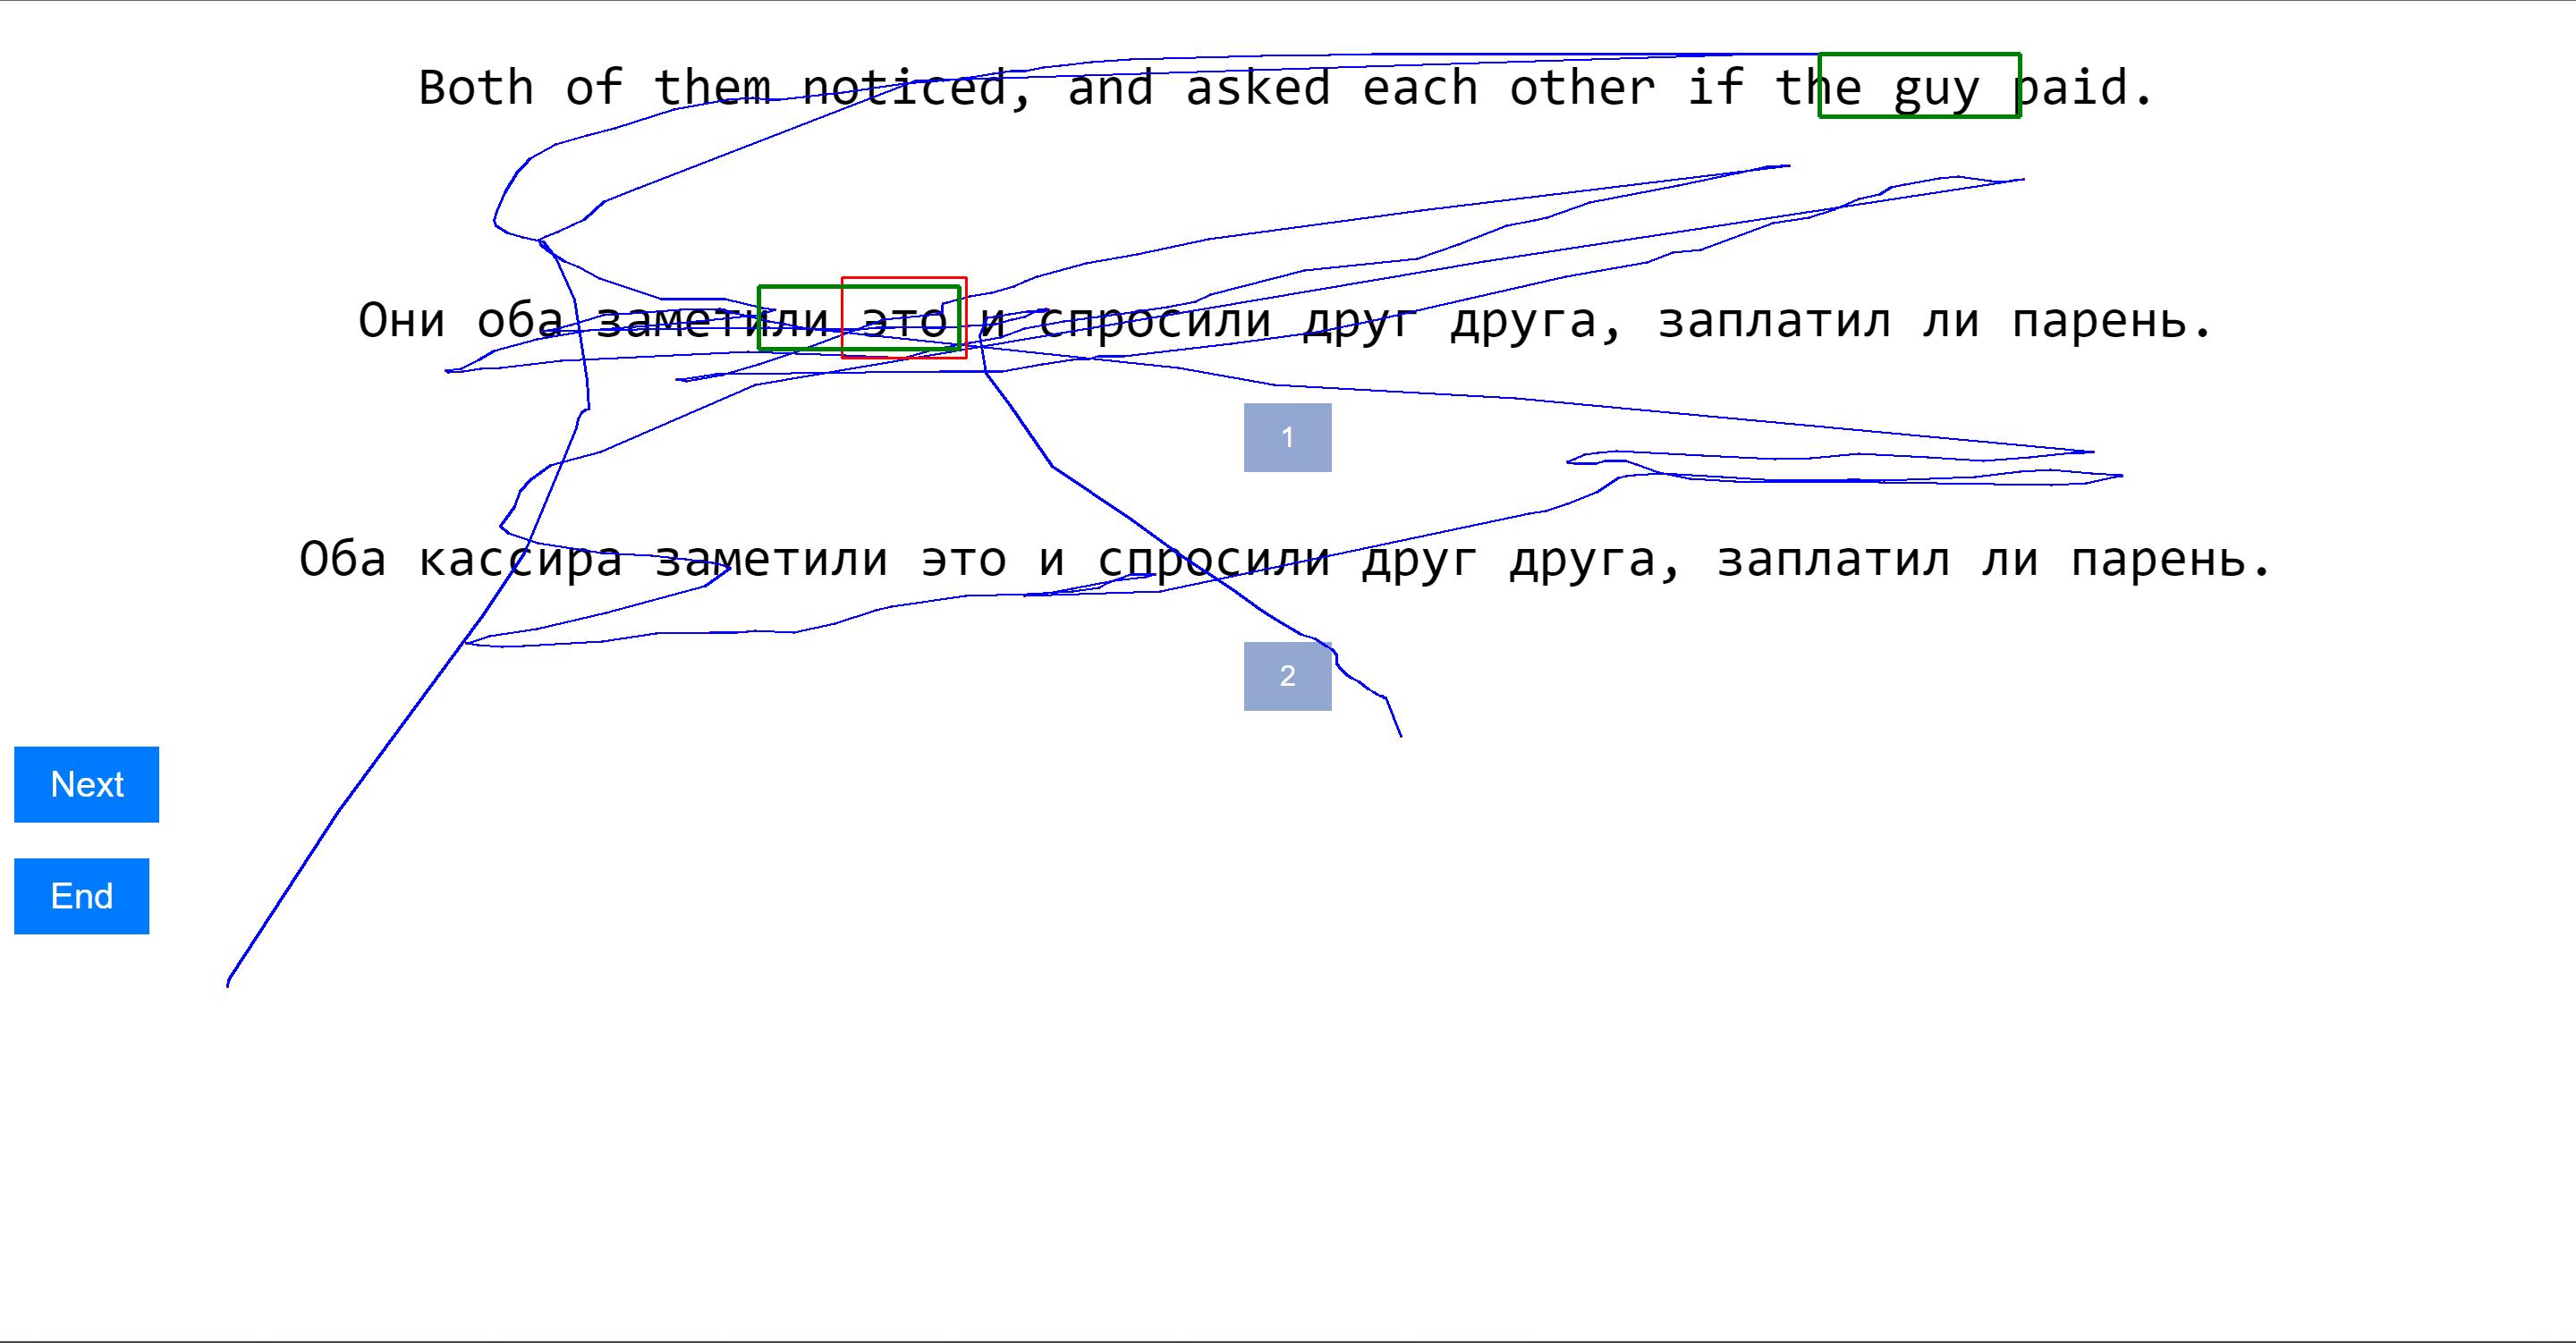 Both of them noticed, and asked each other if the guy paid.
Они оба заметили это и спросили друг друга, заплатил ли парень.
1
Оба кассира заметили это и спросили друг друга, заплатил ли парень.
2
Next
End